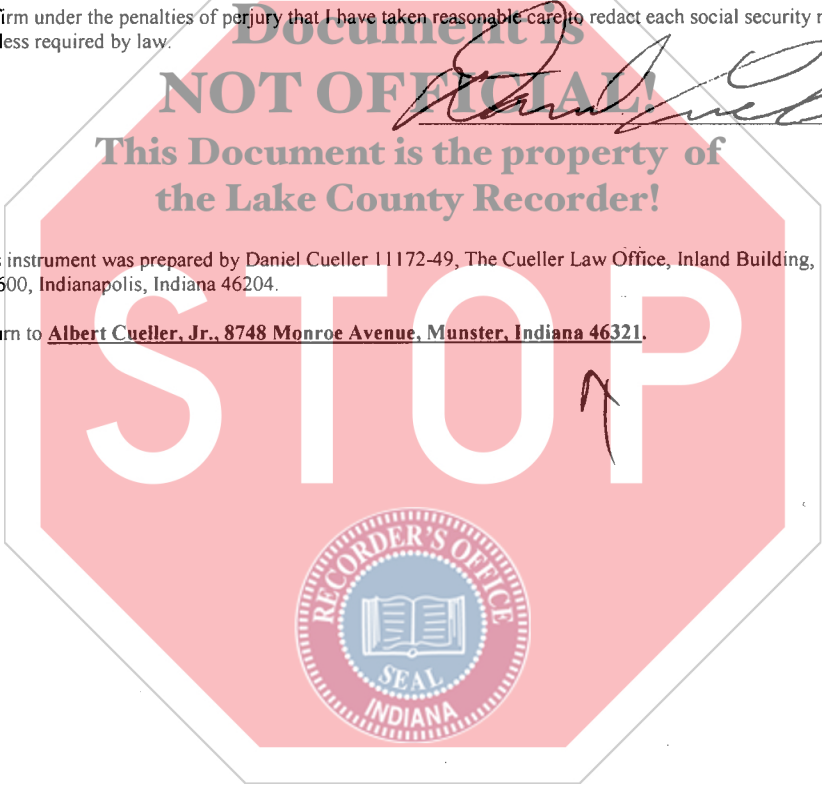 firm under the penalties of perjury that I have taken reasonable care to redact each social security
less required by law.
Document is
NOT OFFICIAL!
This Document is the property of
the Lake County Recorder!
instrument was prepared by Daniel Cueller 11172-49, The Cueller Law Office, Inland Building,
600, Indianapolis, Indiana 46204.
urn to Albert Cueller, Jr., 8748 Monroe Avenue, Munster, Indiana 46321.
STOP
RECORDER'S OFFICE
SEAL
INDIANA